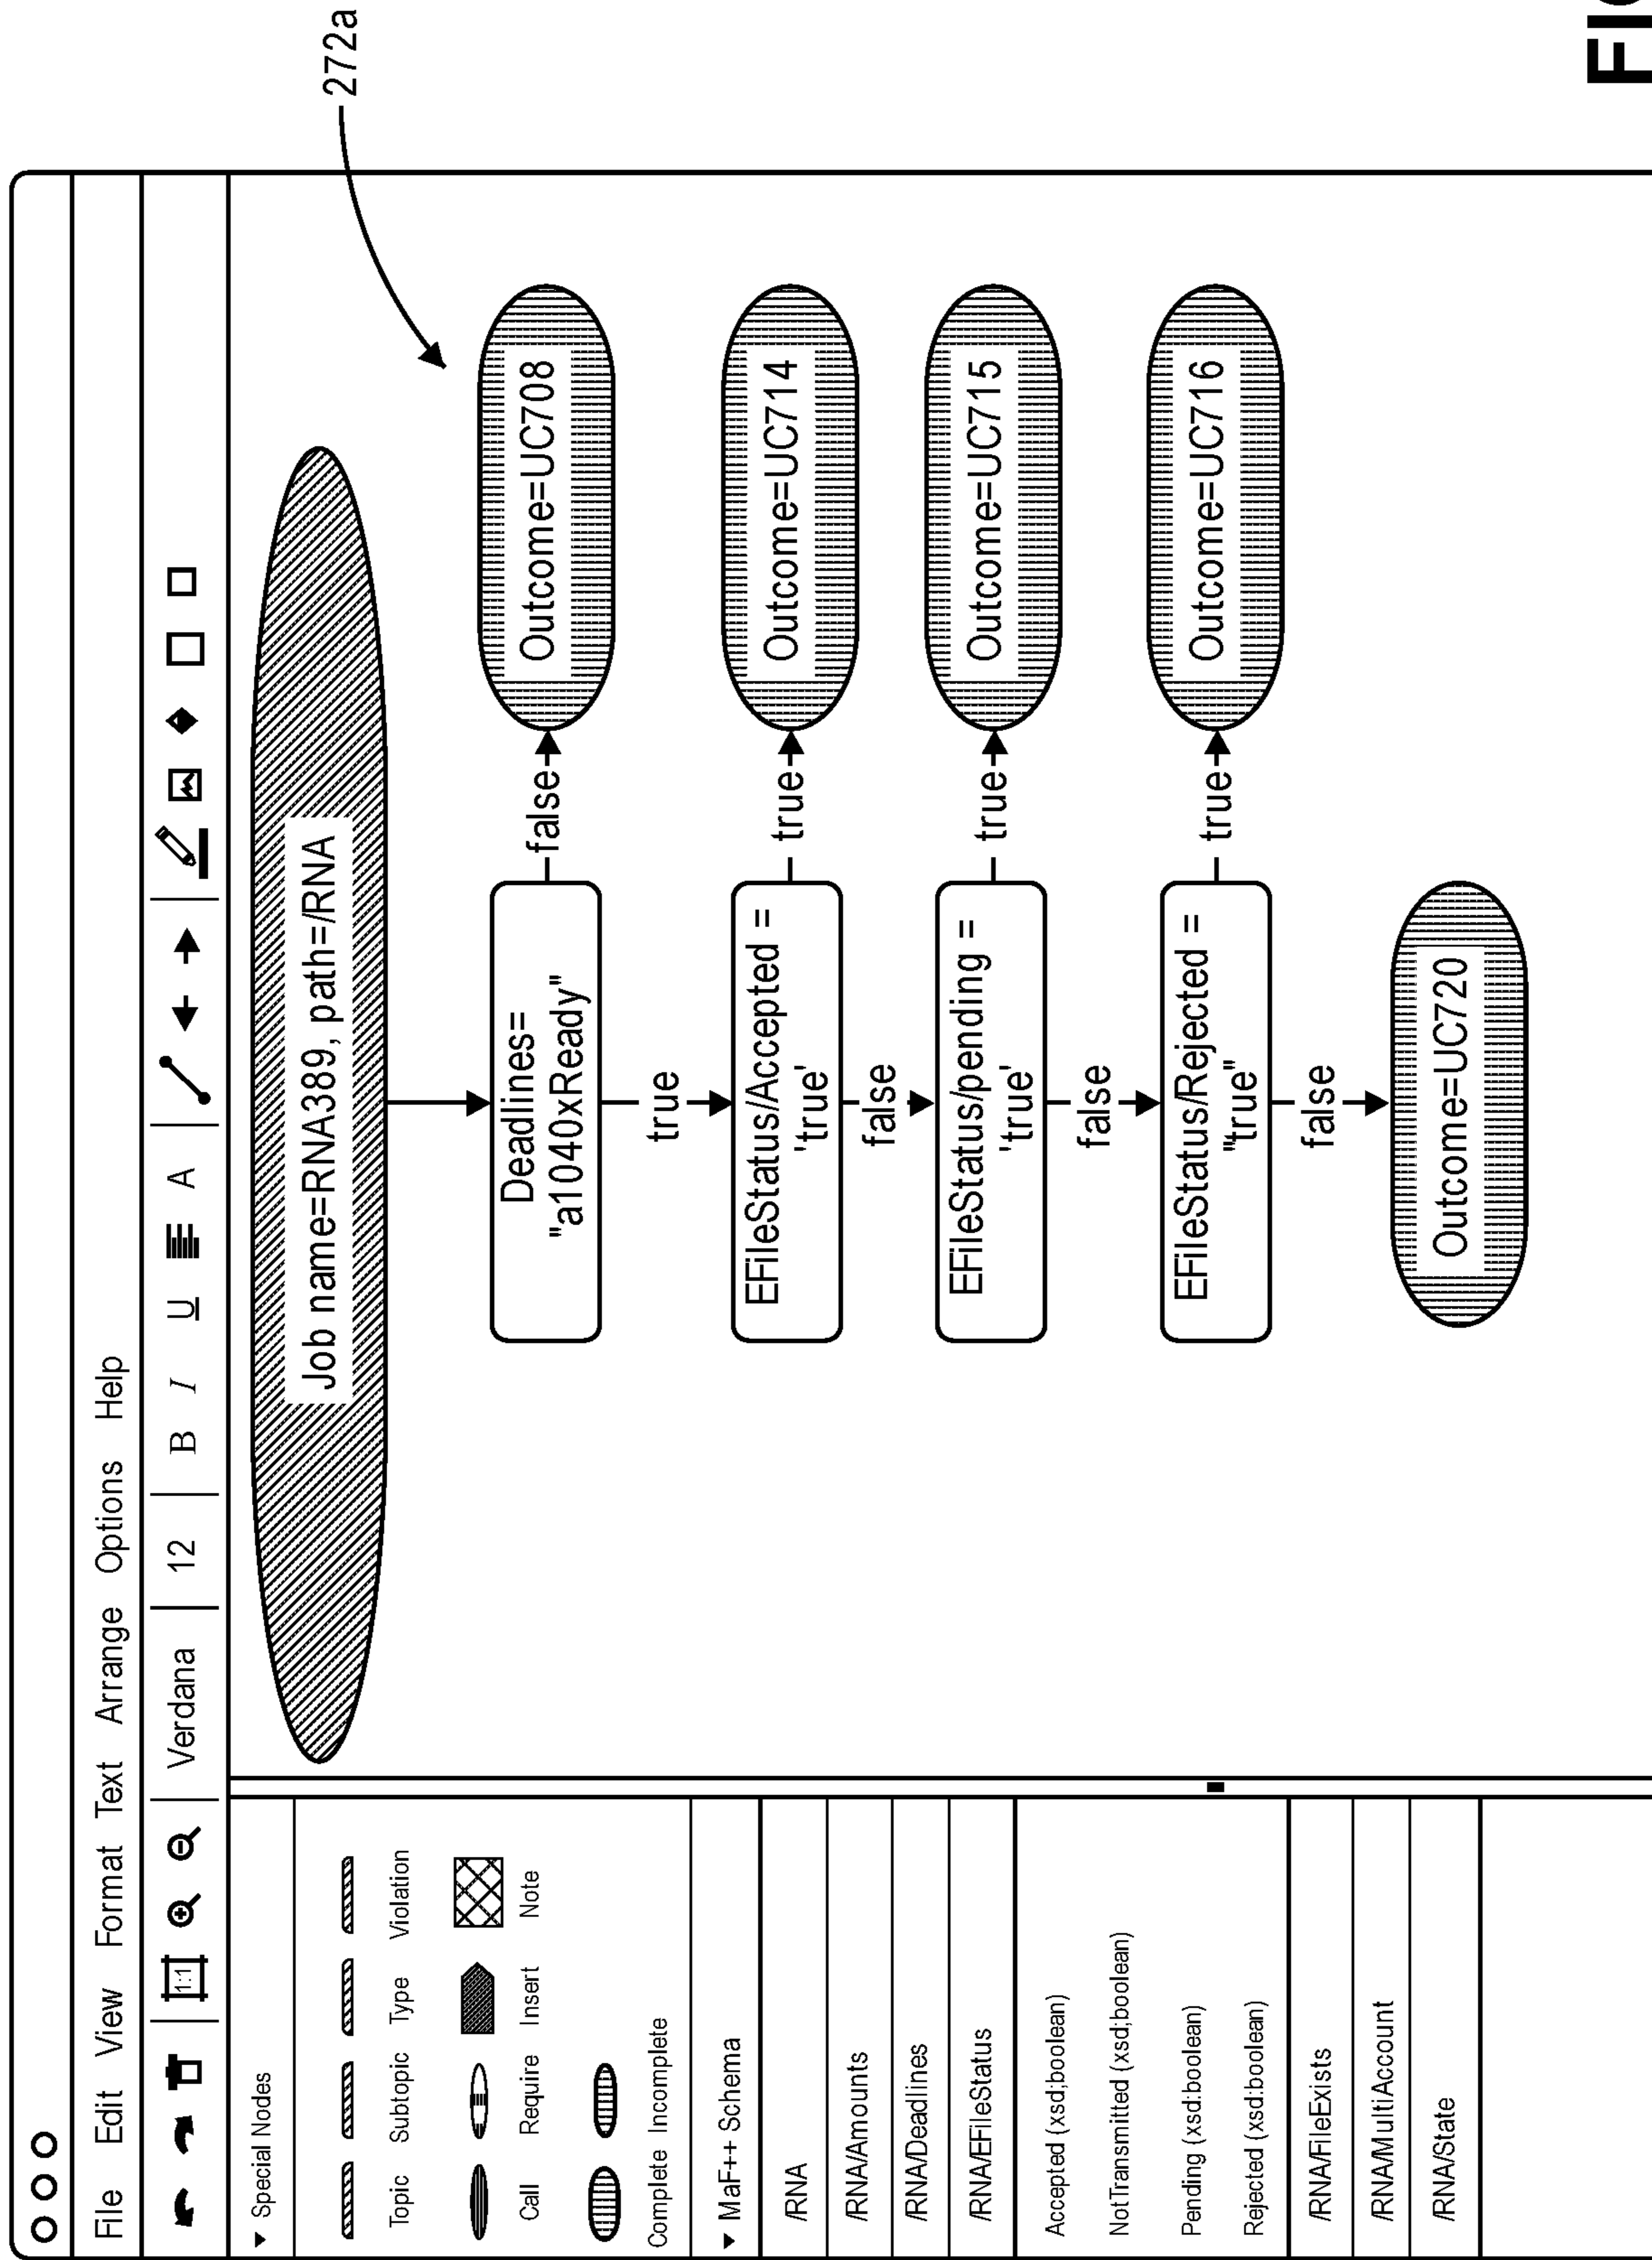 File Edit View Format Text Arrange Options Help
1:1 Verdana 12 B I U A
Special Nodes
Topic Subtopic Type Violation
Call Require Insert Note
Complete Incomplete
MaF++ Schema
/RNA
/RNA/Amounts
/RNA/Deadlines
/RNA/EFileStatus
Accepted (xsd;boolean)
NotTransmitted (xsd;boolean)
Pending (xsd:boolean)
Rejected (xsd:boolean)
/RNA/FileExists
/RNA/MultiAccount
/RNA/State
Job name=RNA389, path=/RNA
272a
Deadlines=
"a1040xReady"
false
Outcome=UC708
true
EFileStatus/Accepted =
'true'
true
Outcome=UC714
false
EFileStatus/pending =
'true'
true
Outcome=UC715
false
EFileStatus/Rejected =
"true"
true
Outcome=UC716
false
Outcome=UC720